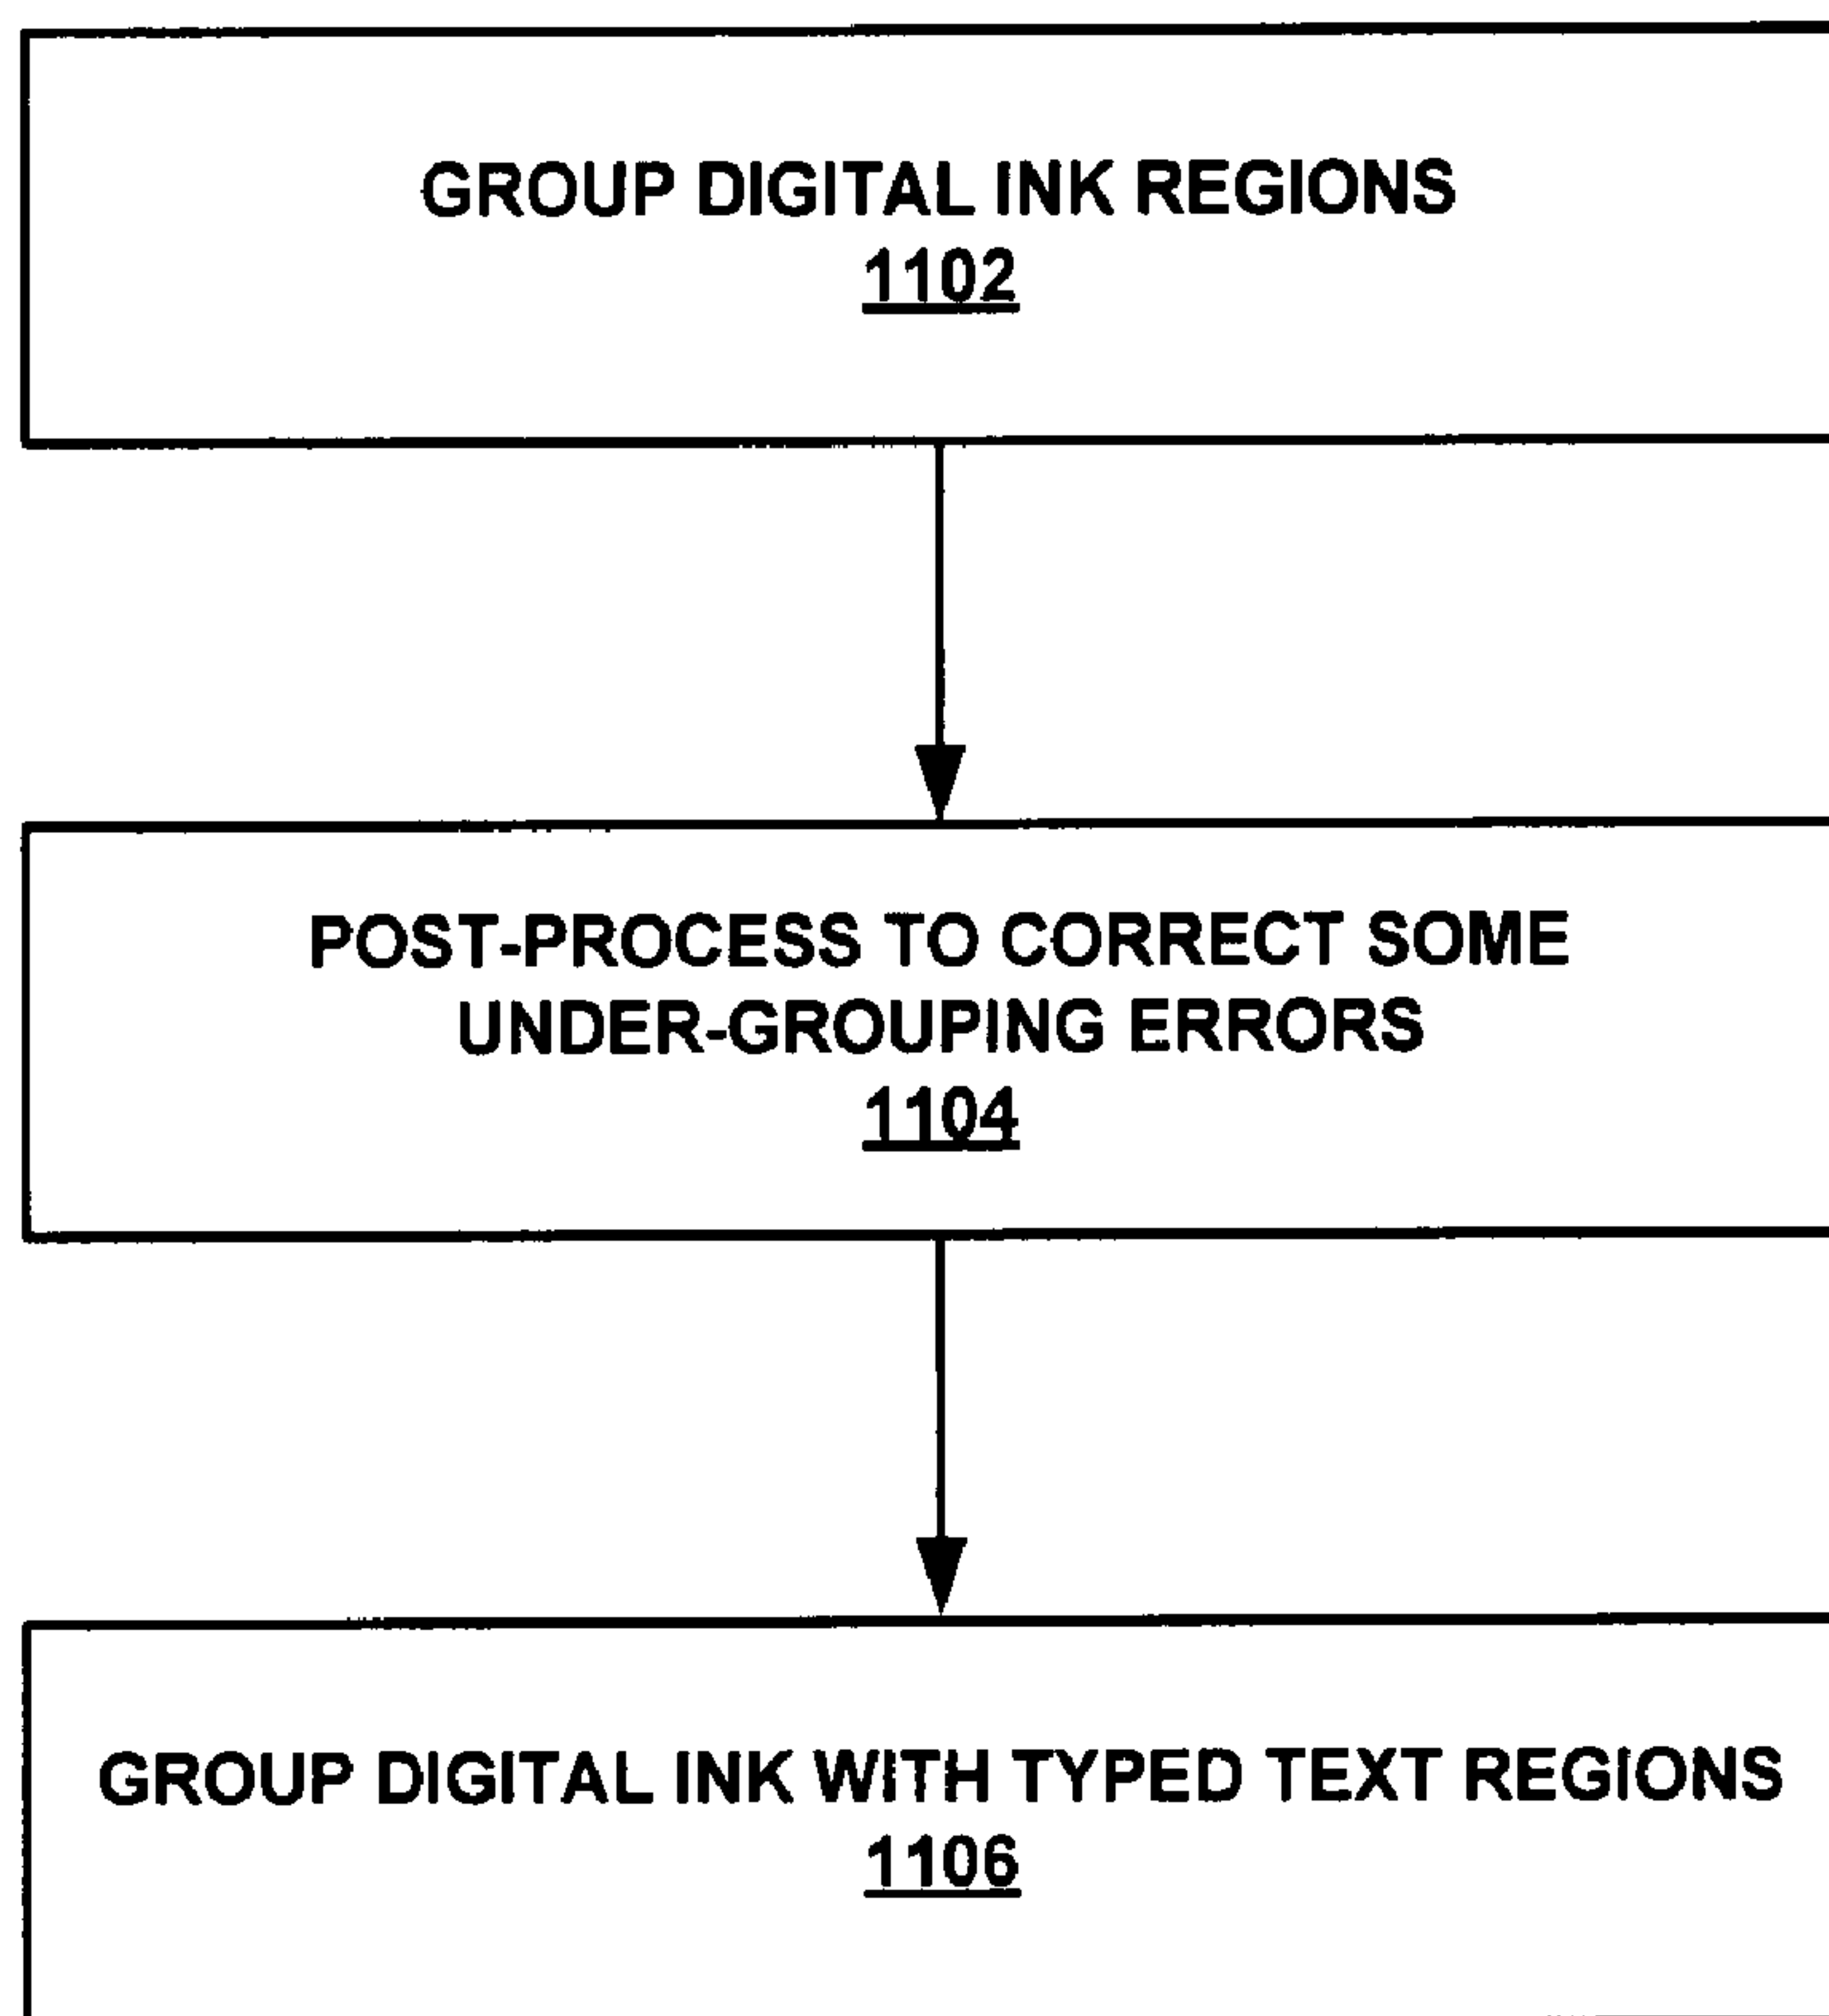 GROUP DIGITAL INK REGIONS
1102
POST-PROCESS TO CORRECT SOME
UNDER-GROUPING ERRORS
1104
GROUP DIGITAL INK WITH TYPED TEXT REGIONS
1106